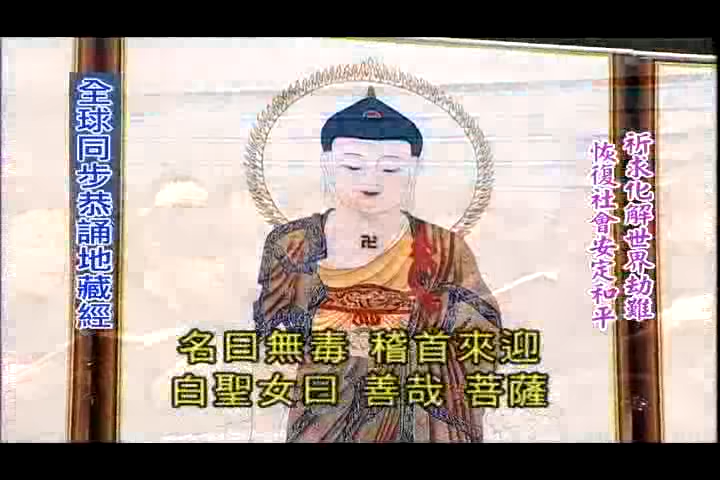 全球同步恭誦地藏經
祈求化解世界劫難
恢復社會安定和平
名曰無毒 稽首來迎
白聖女曰 善哉 菩薩